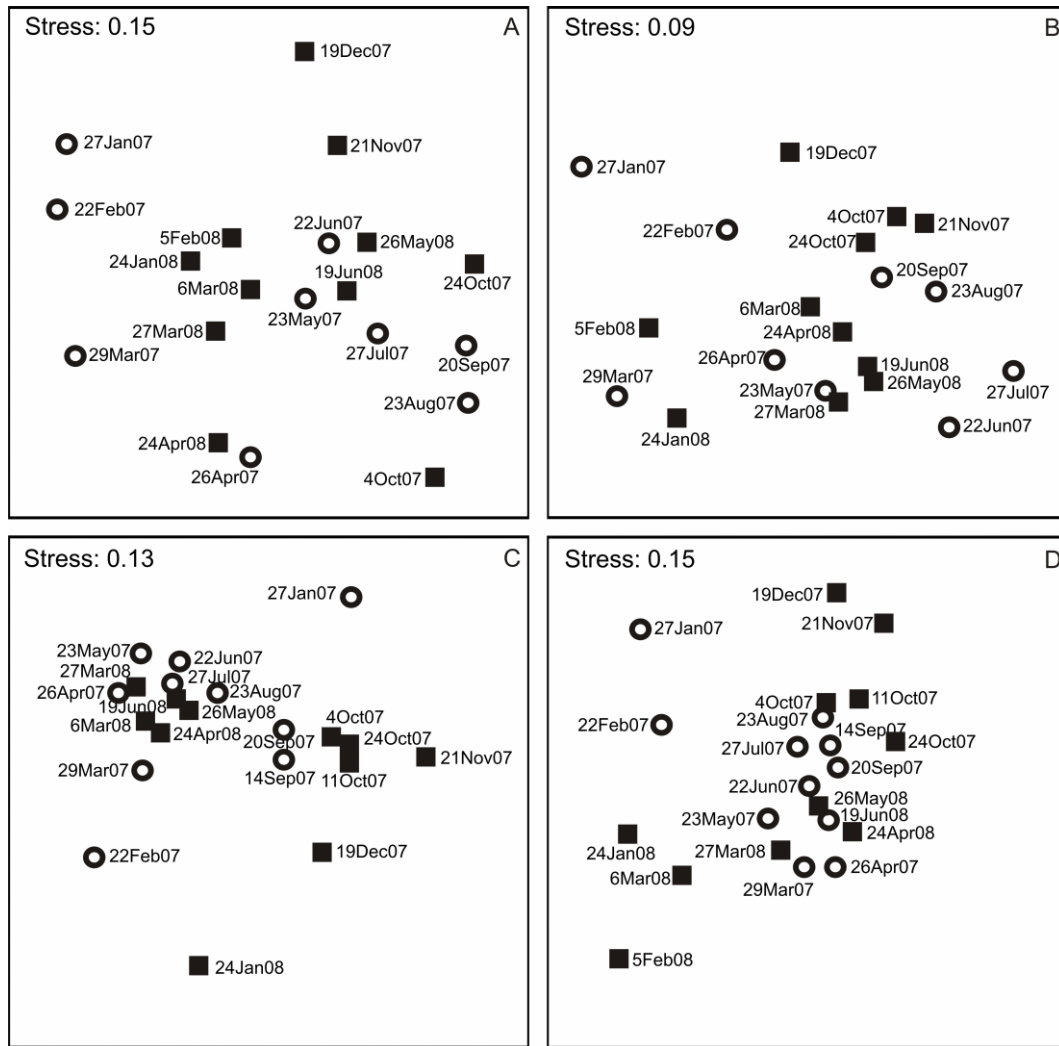 Stress: 0.15
A
19Dec07
27Jan07
21Nov07
22Feb07
5Feb08
22Jun07
26May08
24Jan08
24Oct07
6Mar08
19Jun08
23May07
27Mar08
29Mar07
27Jul07
20Sep07
23Aug07
24Apr08
26Apr07
4Oct07
Stress: 0.09
B
19Dec07
27Jan07
4Oct07
21Nov07
22Feb07
24Oct07
20Sep07
23Aug07
6Mar08
5Feb08
24Apr08
26Apr07
19Jun08
29Mar07
23May07
26May08
27Jul07
27Mar08
24Jan08
22Jun07
Stress: 0.13
C
27Jan07
23May07
22Jun07
27Mar08
27Jul07
26Apr07
23Aug07
19Jun08
26May08
6Mar08
24Apr08
4Oct07
20Sep07
24Oct07
21Nov07
29Mar07
14Sep07
11Oct07
22Feb07
19Dec07
24Jan08
Stress: 0.15
D
19Dec07
21Nov07
27Jan07
4Oct07
11Oct07
22Feb07
23Aug07
14Sep07
27Jul07
24Oct07
20Sep07
22Jun07
26May08
23May07
19Jun08
24Apr08
24Jan08
27Mar08
6Mar08
29Mar07
26Apr07
5Feb08